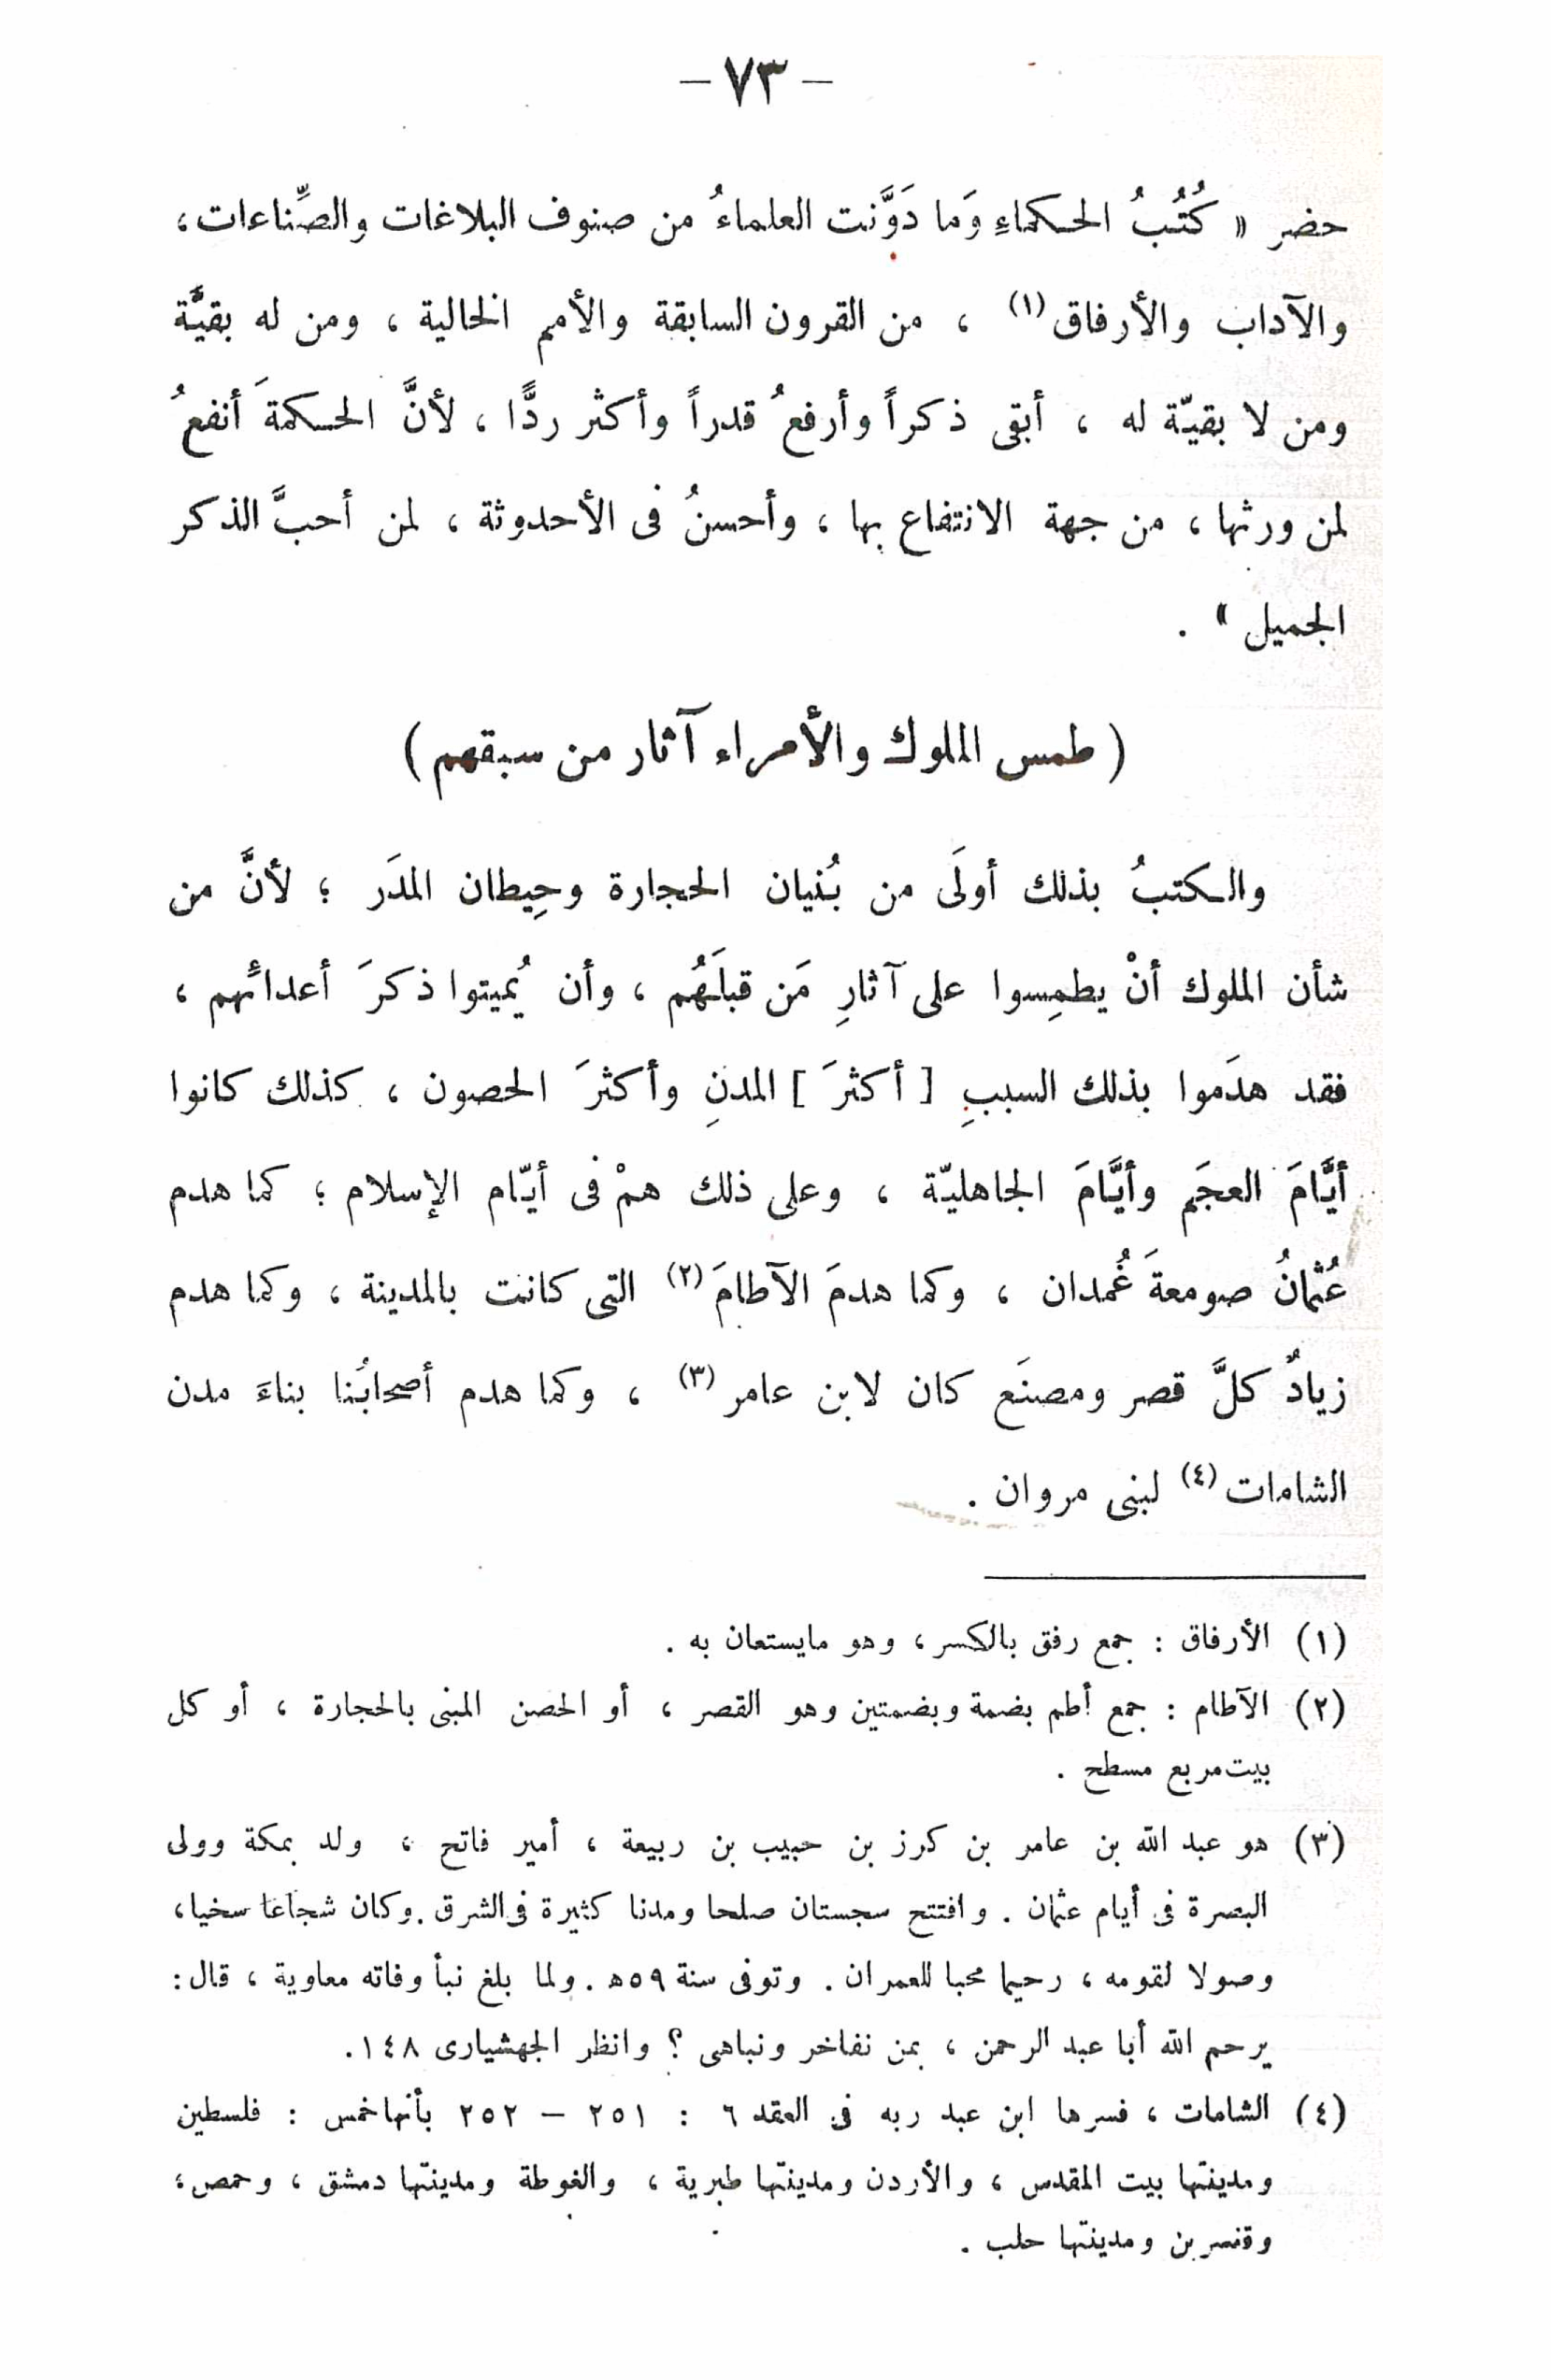 — ٧٣ —
حضر « كُتُبُ الحكماءِ وَما دَوَّنت العلماءُ من صنوف البلاغات والصِّناعات،
والآداب والأرفاق (١) ، من القرون السابقة والأمم الخالية ، ومن له بقيَّة
ومن لا بقيّة له ، أبقى ذكراً وأرفعُ قدراً وأكثر ردًّا ، لأنَّ الحكمةَ أنفعُ
لمن ورثها ، من جهة الانتفاع بها ، وأحسنُ فى الأحدوثة ، لمن أحبَّ الذكر
الجميل » .
( طمس الملوك والأمراء آثار من سبقهم )
والكتبُ بذلك أولَى من بُنيان الحجارة وحِيطان المدَر ؛ لأنَّ من
شأن الملوك أنْ يطمِسوا على آثارِ مَن قبلَهُم ، وأن يُميتوا ذكرَ أعدائهم ،
فقد هدَموا بذلك السببِ [ أكثرَ ] المدنِ وأكثرَ الحصون ، كذلك كانوا
أيَّامَ العجَم وأيَّامَ الجاهليّة ، وعلى ذلك همْ فى أيّام الإسلام ؛ كما هدم
عُثمانُ صومعةَ غُمدان ، وكما هدمَ الآطامَ (٢) التى كانت بالمدينة ، وكما هدم
زيادٌ كلَّ قصر ومصنَع كان لابن عامر (٣) ، وكما هدم أصحابُنا بناءَ مدن
الشامات (٤) لبنى مروان .
(١) الأرفاق : جمع رفق بالكسر ، وهو مايستعان به .
(٢) الآطام : جمع أطم بضمة وبضمتين وهو القصر ، أو الحصن المبنى بالحجارة ، أو كل
بيت مربع مسطح .
(٣) هو عبد الله بن عامر بن كرز بن حبيب بن ربيعة ، أمير فاتح ، ولد بمكة وولى
البصرة فى أيام عثمان . وافتتح سجستان صلحا ومدنا كثيرة فى الشرق . وكان شجاعا سخيا ،
وصولا لقومه ، رحيما محبا للعمران . وتوفى سنة ٥٩ه . ولما بلغ نبأ وفاته معاوية ، قال :
يرحم الله أبا عبد الرحمن ، بمن نفاخر ونباهى ؟ وانظر الجهشيارى ١٤٨ .
(٤) الشامات ، فسرها ابن عبد ربه فى العقد ٦ : ٢٥١ — ٢٥٢ بأنها خمس : فلسطين
ومدينتها بيت المقدس ، والأردن ومدينتها طبرية ، والغوطة ومدينتها دمشق ، وحمص ،
وقنسرين ومدينتها حلب .